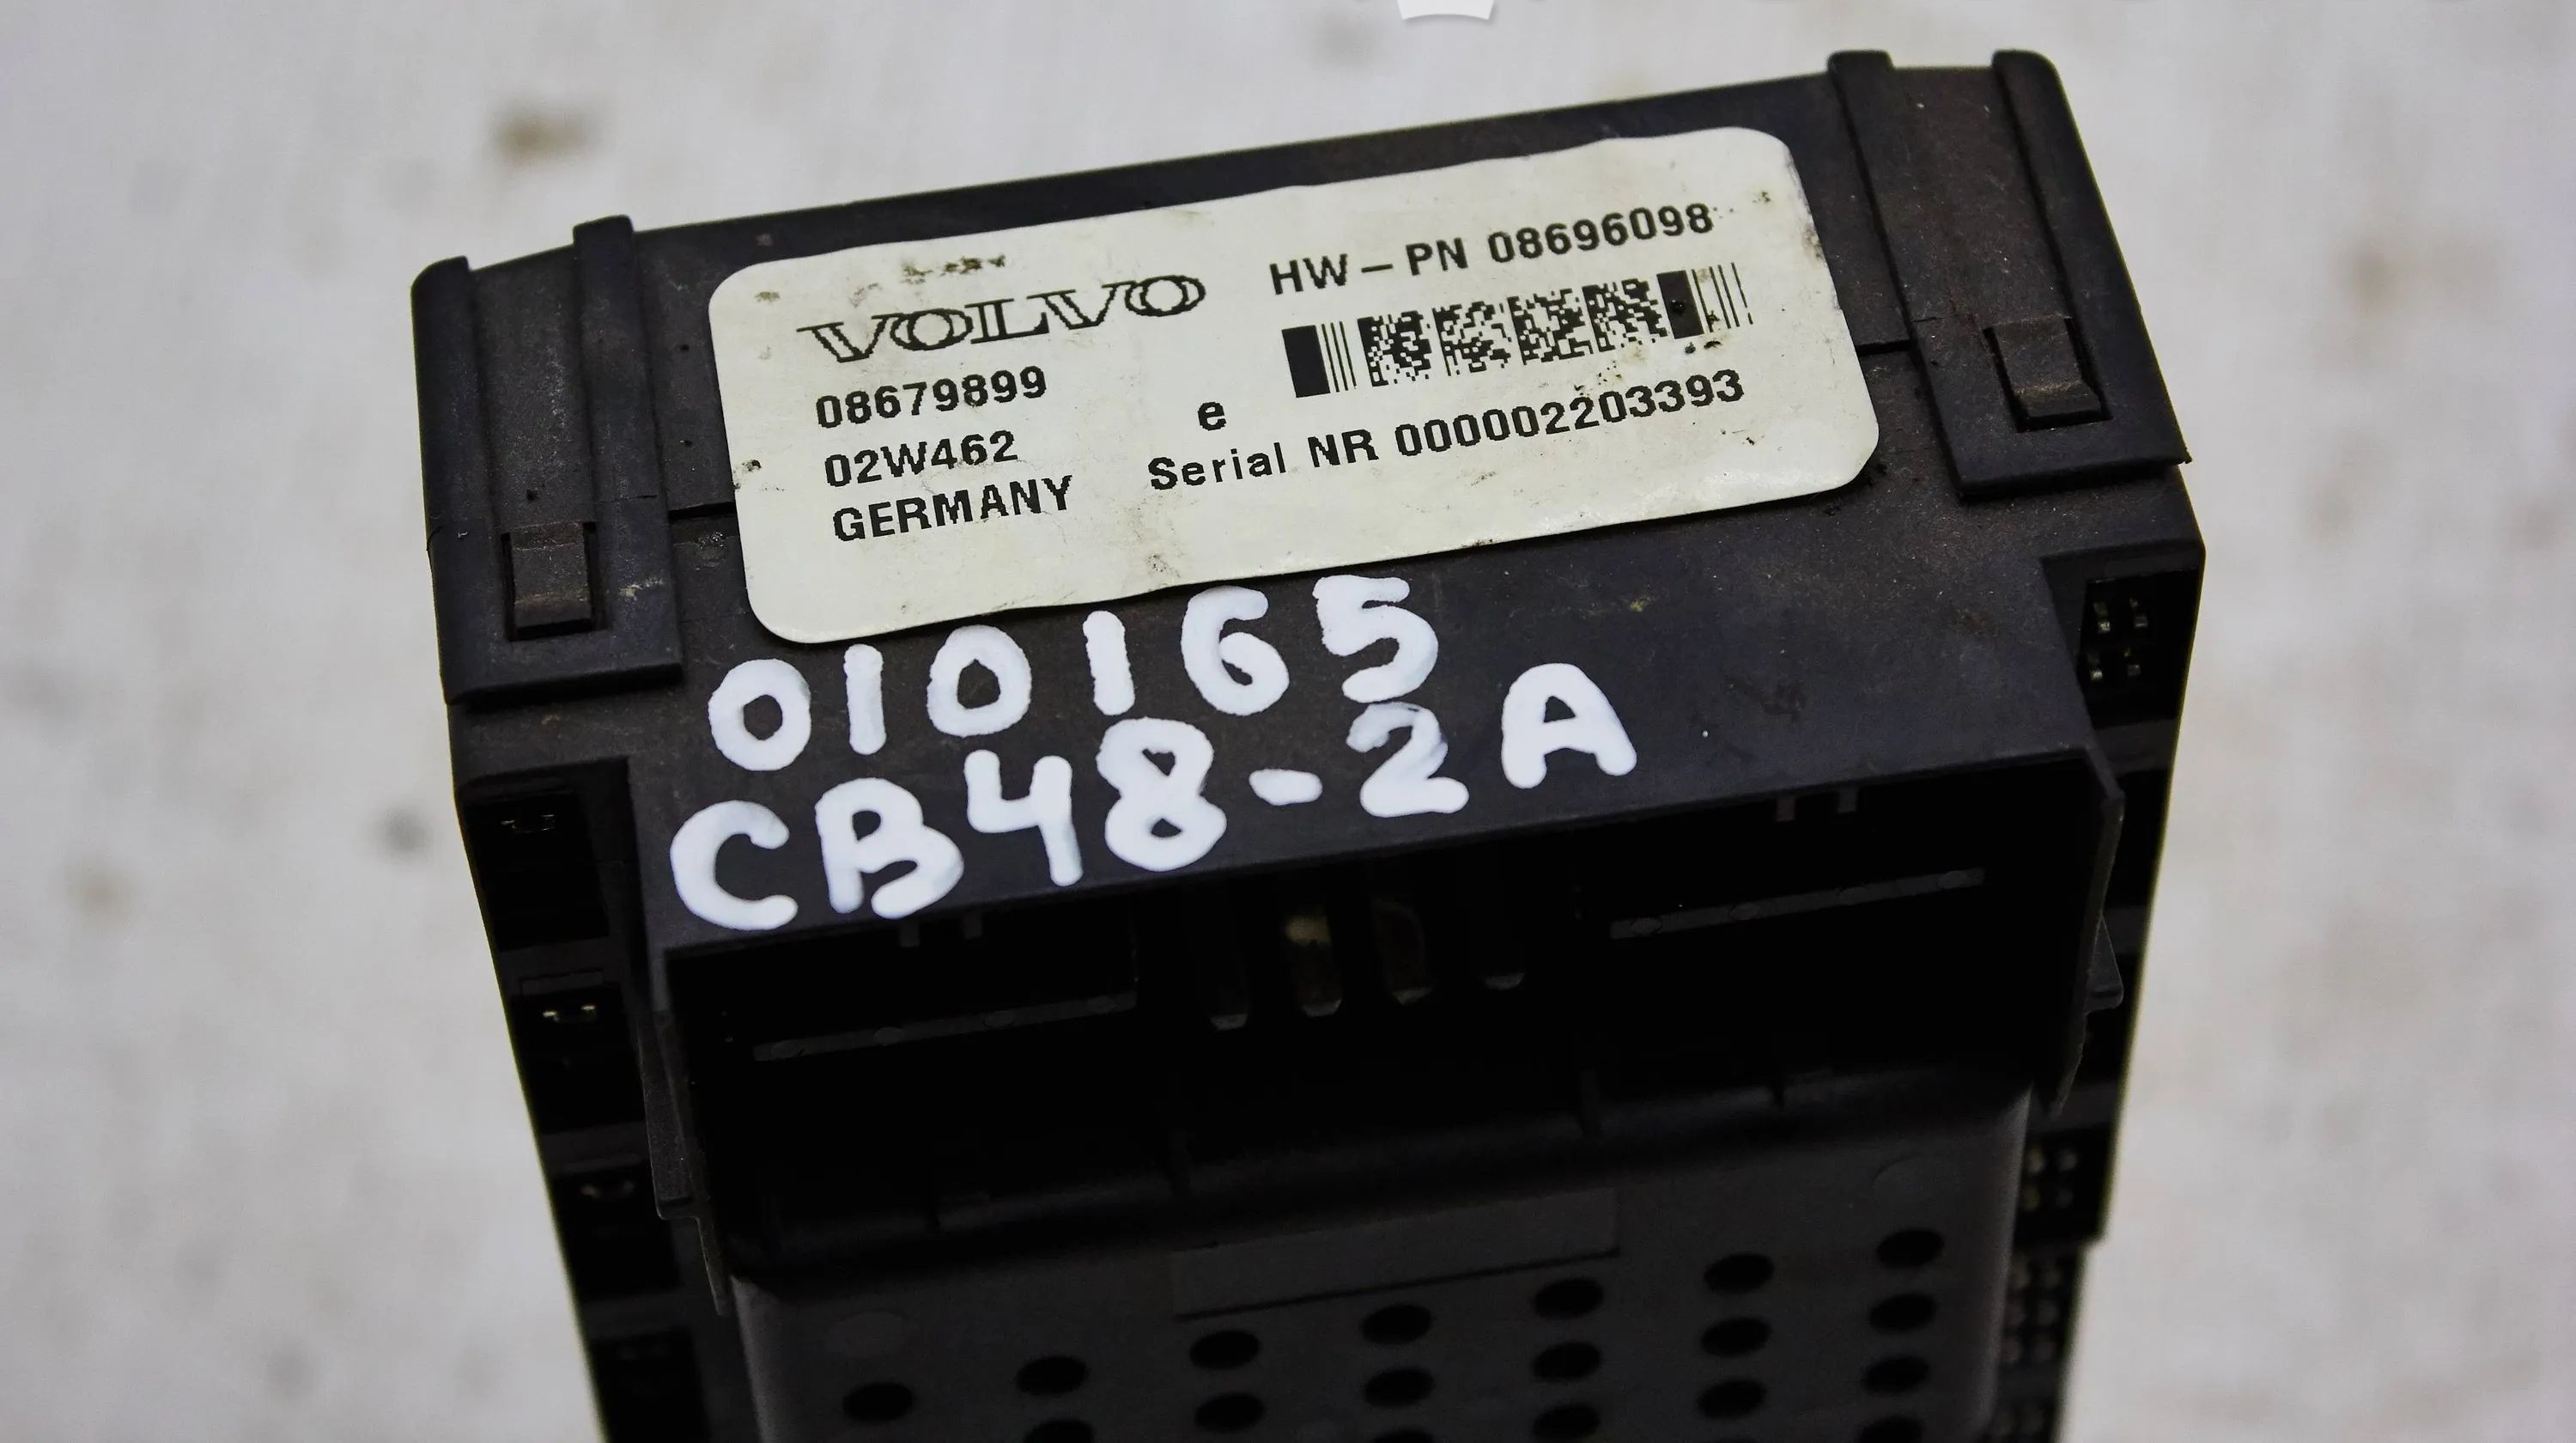 VOLVO
08679899
02W462
GERMANY
e
HW – PN 08696098
Serial NR 000002203393
010165
CB48-2A